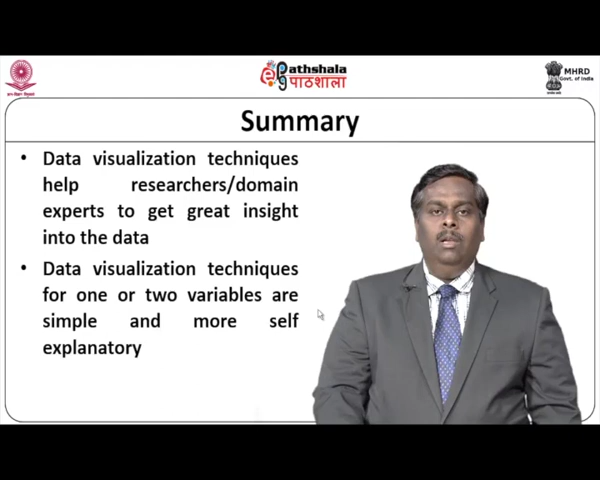 ePathshala
पाठशाला
MHRD
Govt. of India
Summary
• Data visualization techniques
help researchers/domain
experts to get great insight
into the data
• Data visualization techniques
for one or two variables are
simple and more self
explanatory